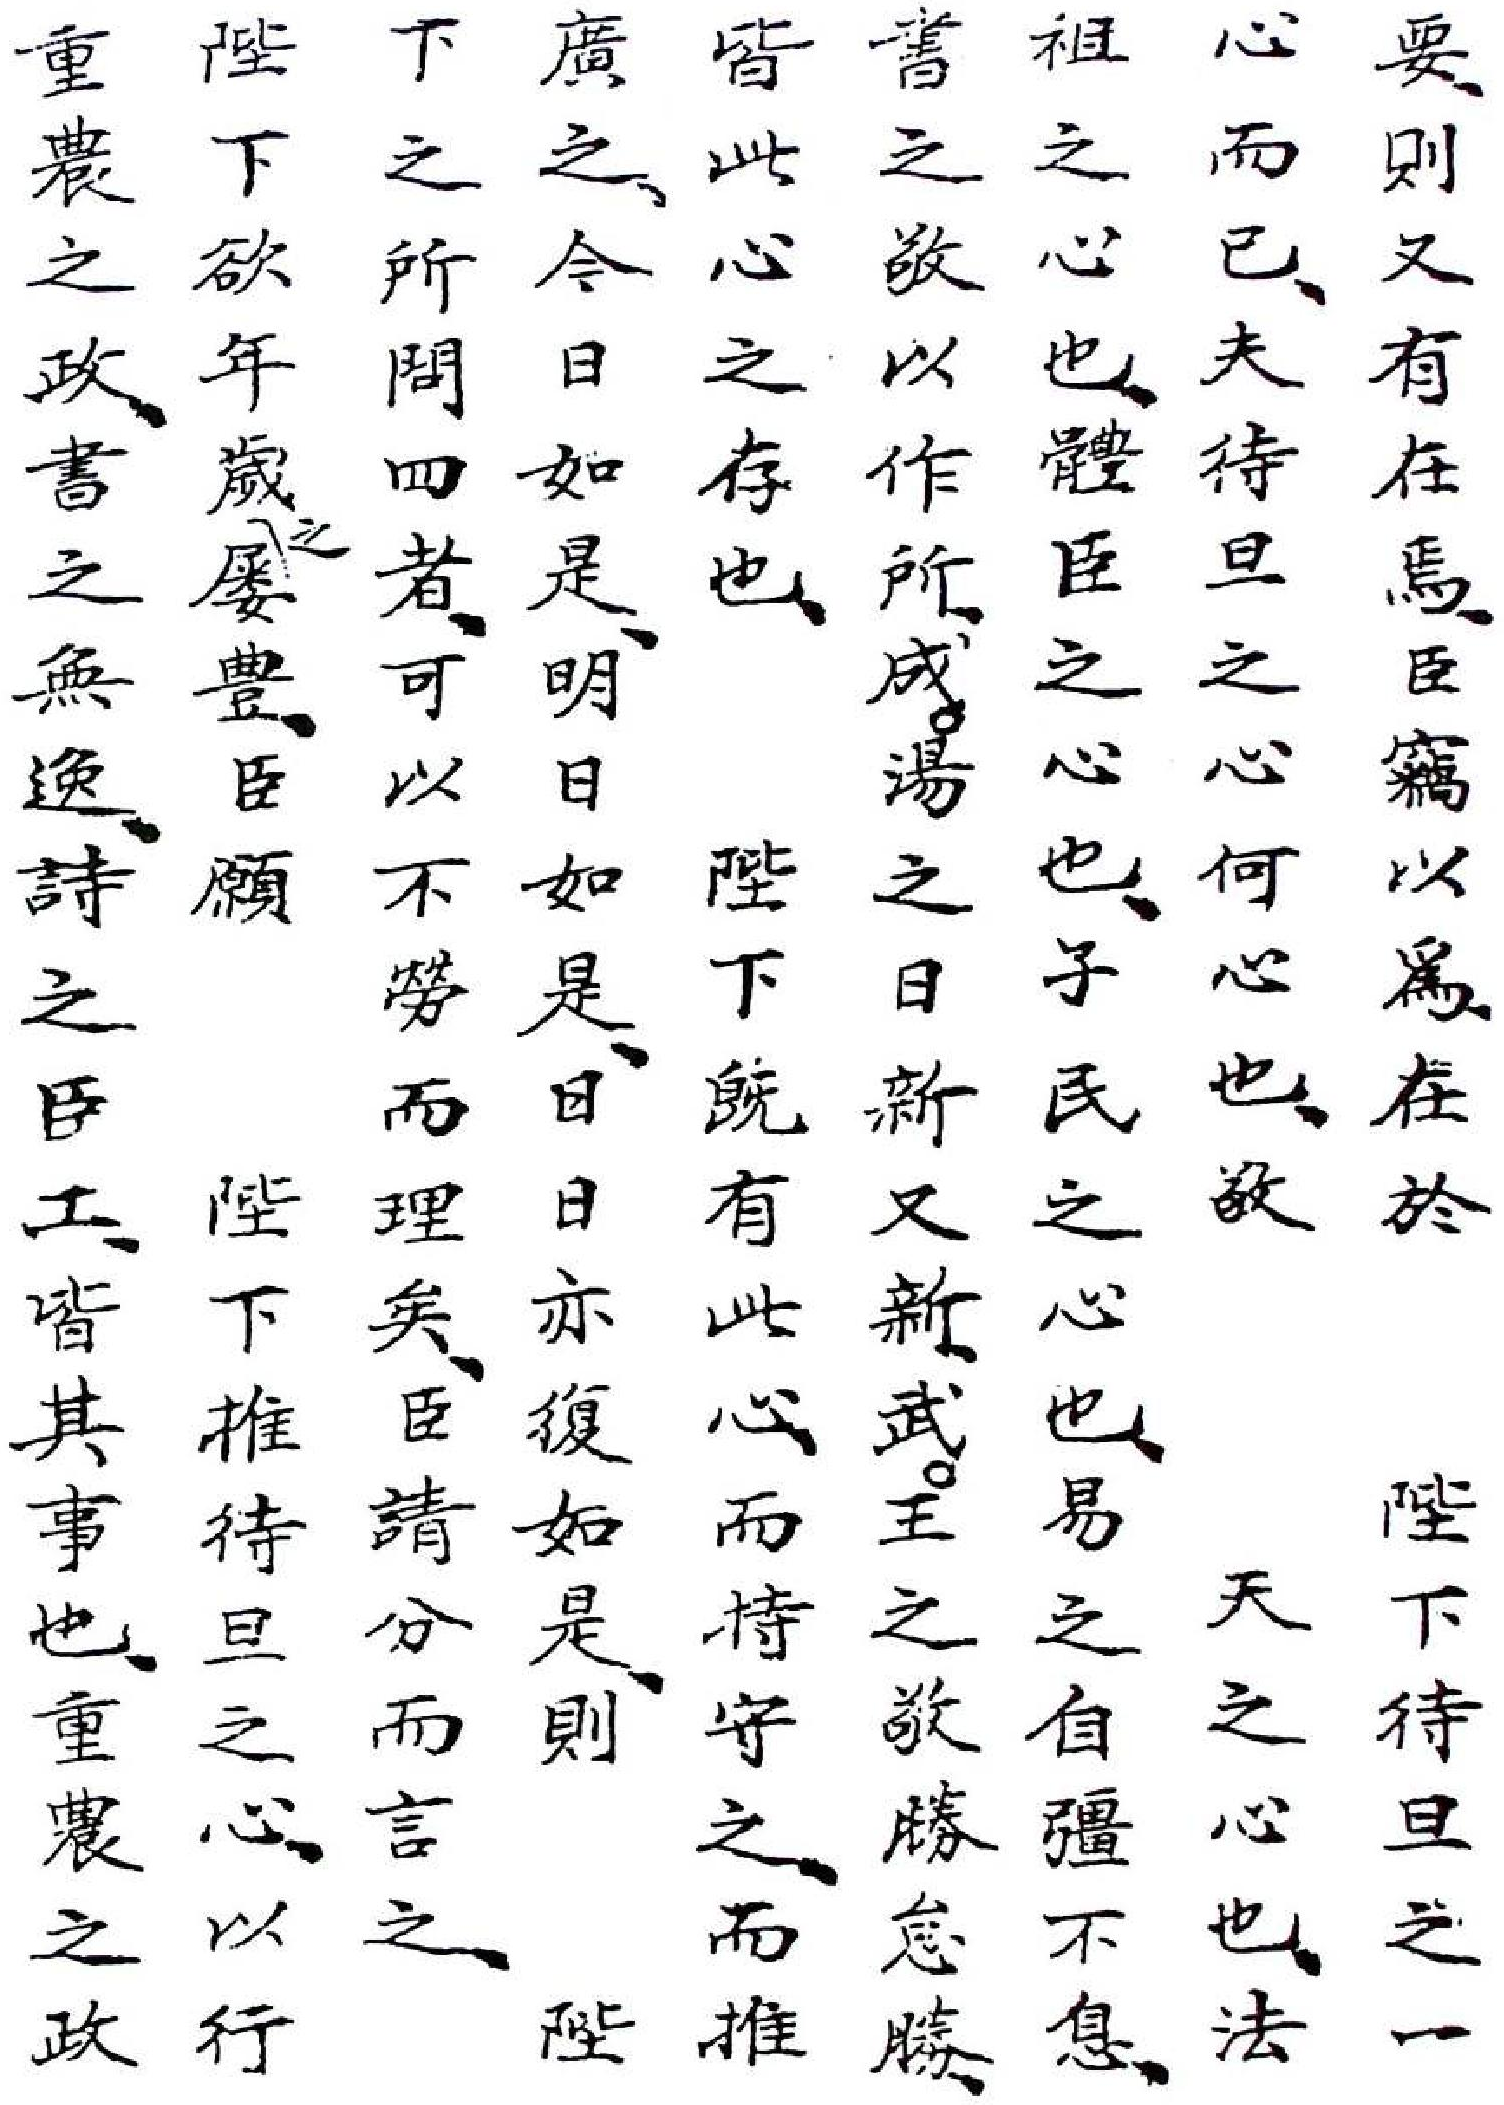 要、則又有在焉、臣竊以爲、在於　陛下待旦之一
心而已、夫待旦之心何心也、敬　天之心也、法
祖之心也、體臣之心也、子民之心也、易之自彊不息、
書之敬以作所、成。湯之日新又新、武。王之敬勝怠勝、
皆此心之存也、　陛下旣有此心、而持守之、而推
廣之、今日如是、明日如是、日日亦復如是、則　陛
下之所問四者、可以不勞而理矣、臣請分而言之、
陛下欲年歲之屡豊、臣願　陛下推待旦之心、以行
重農之政、書之無逸、詩之臣工、皆其事也、重農之政